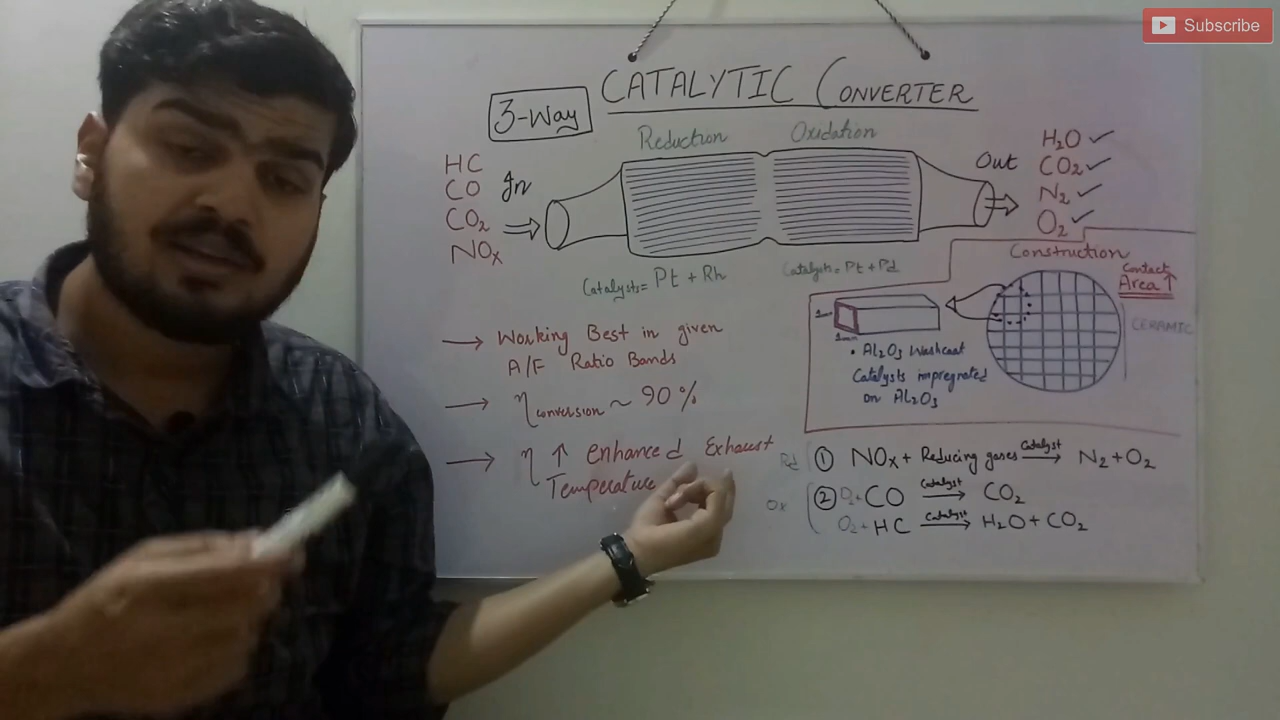 Subscribe
CATALYTIC CONVERTER
3-Way
Reduction
Oxidation
HC
CO
CO₂
NOx
In
Out
H₂O ✓
CO₂ ✓
N₂ ✓
O₂ ✓
Catalysts = Pt + Rh
Catalysts = Pt + Pd
Construction
Contact
Area ↑
CERAMIC
1mm
• Al₂O₃ Washcoat
Catalysts impregnated
on Al₂O₃
→ Working Best in given
A/F Ratio Bands
→ η conversion ~ 90%
→ η ↑ enhanced Exhaust
Temperature
Rd ① NOx + Reducing gases Catalyst → N₂ + O₂
Ox ② O₂ + CO Catalyst → CO₂
O₂ + HC Catalyst → H₂O + CO₂